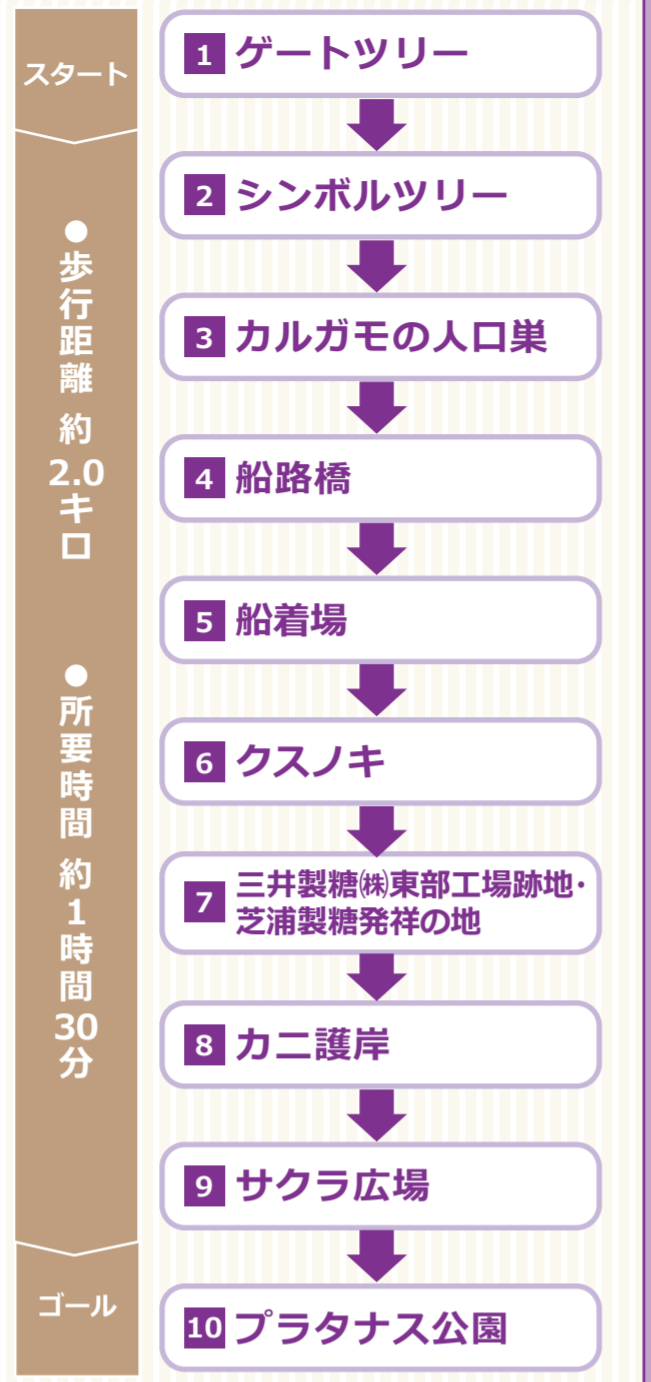 スタート
●歩行距離 約2.0キロ
●所要時間 約1時間30分
ゴール
1 ゲートツリー
2 シンボルツリー
3 カルガモの人口巣
4 船路橋
5 船着場
6 クスノキ
7 三井製糖㈱東部工場跡地・
芝浦製糖発祥の地
8 カニ護岸
9 サクラ広場
10 プラタナス公園